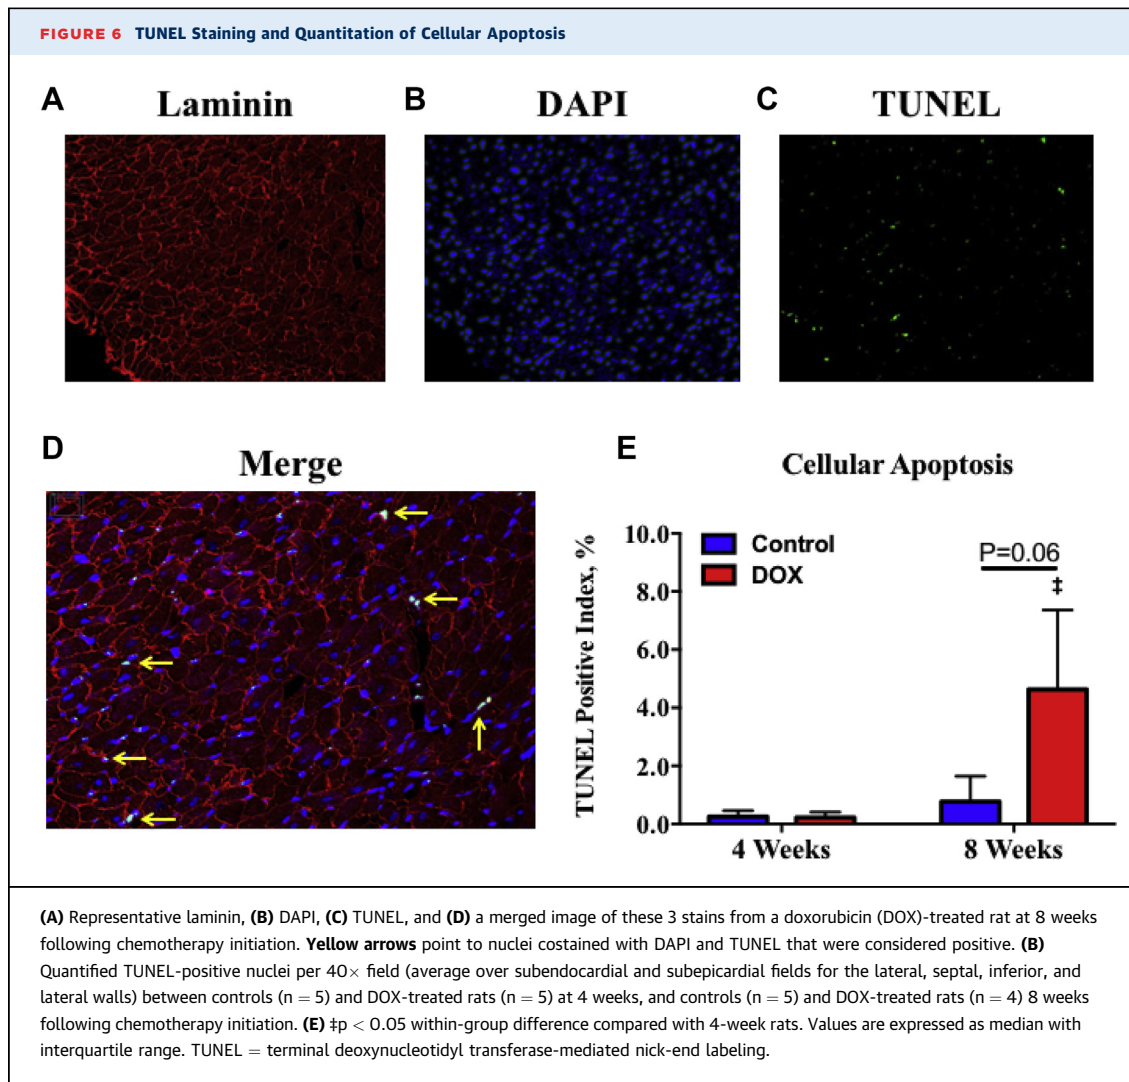 FIGURE 6 TUNEL Staining and Quantitation of Cellular Apoptosis
A Laminin
B DAPI
C TUNEL
D Merge
E Cellular Apoptosis
TUNEL Positive Index, %
10.0
8.0
6.0
4.0
2.0
0.0
Control
DOX
P=0.06
‡
4 Weeks
8 Weeks
(A) Representative laminin, (B) DAPI, (C) TUNEL, and (D) a merged image of these 3 stains from a doxorubicin (DOX)-treated rat at 8 weeks
following chemotherapy initiation. Yellow arrows point to nuclei costained with DAPI and TUNEL that were considered positive. (B)
Quantified TUNEL-positive nuclei per 40× field (average over subendocardial and subepicardial fields for the lateral, septal, inferior, and
lateral walls) between controls (n = 5) and DOX-treated rats (n = 5) at 4 weeks, and controls (n = 5) and DOX-treated rats (n = 4) 8 weeks
following chemotherapy initiation. (E) ‡p < 0.05 within-group difference compared with 4-week rats. Values are expressed as median with
interquartile range. TUNEL = terminal deoxynucleotidyl transferase-mediated nick-end labeling.